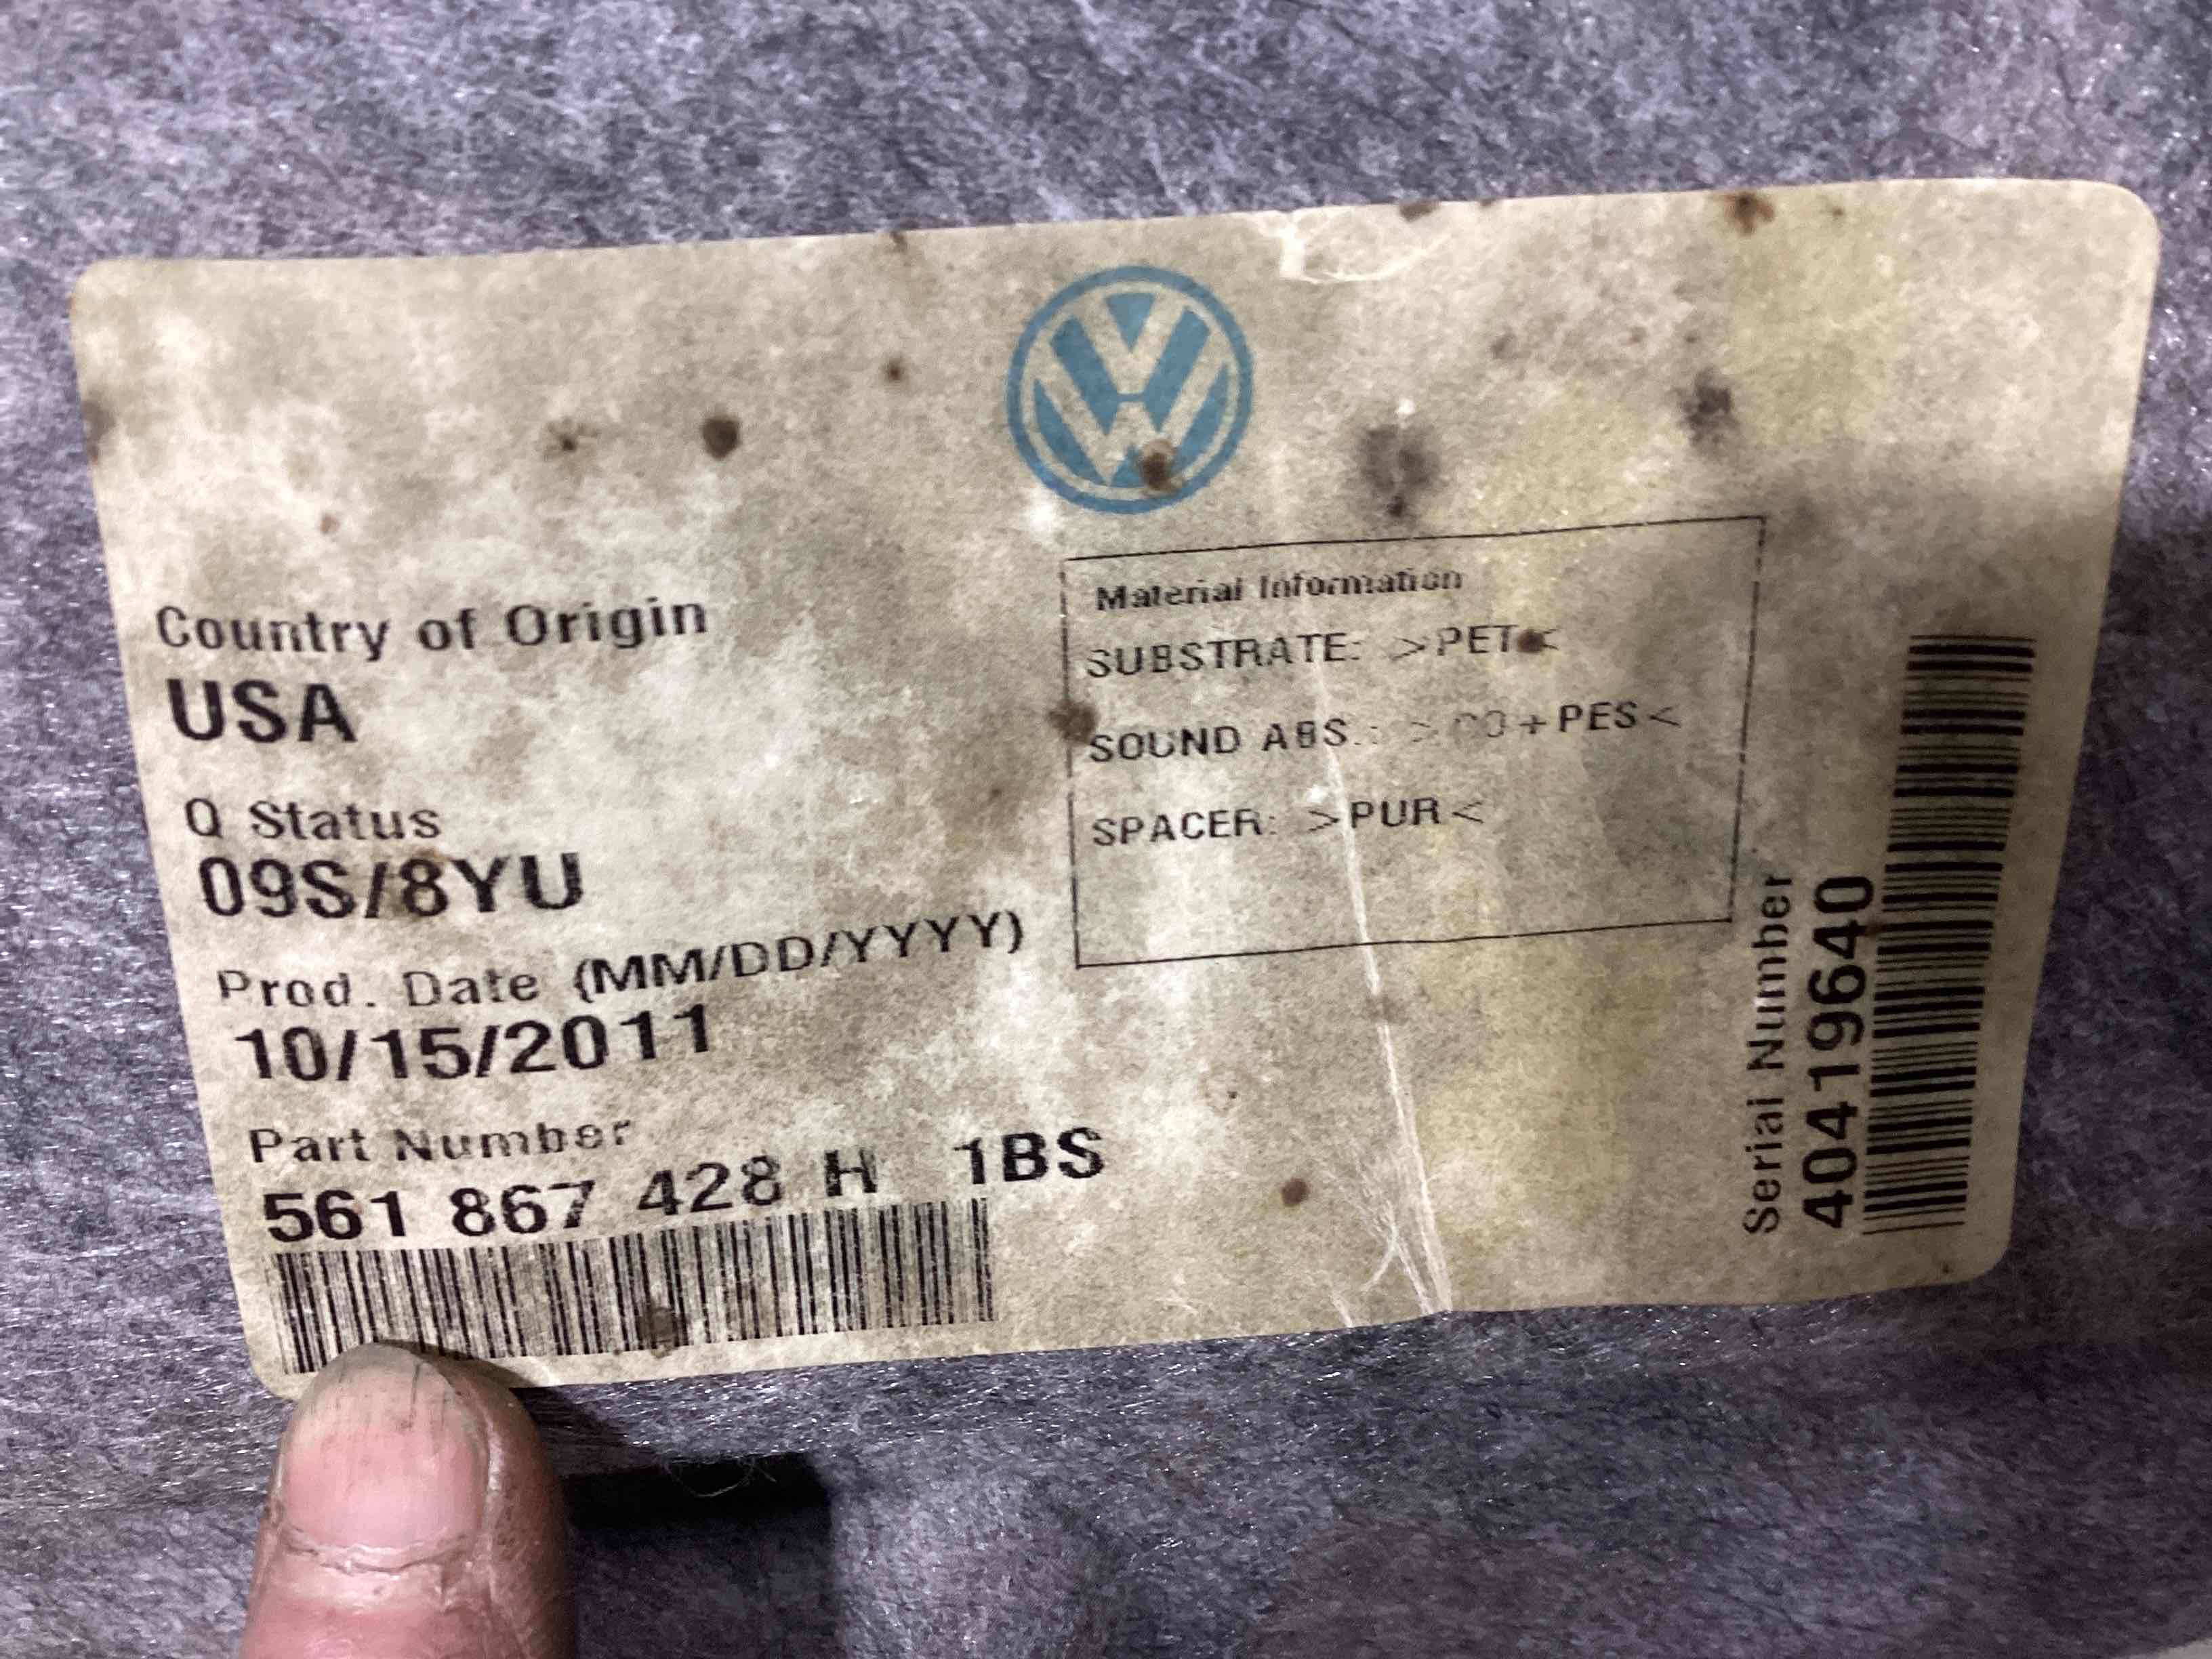 Country of Origin
USA
Q Status
09S/8YU
Prod. Date (MM/DD/YYYY)
10/15/2011
Part Number
561 867 428 H 1BS
Material Information
SUBSTRATE: >PET<
SOUND ABS.: +PES<
SPACER: >PUR<
Serial Number
40419640